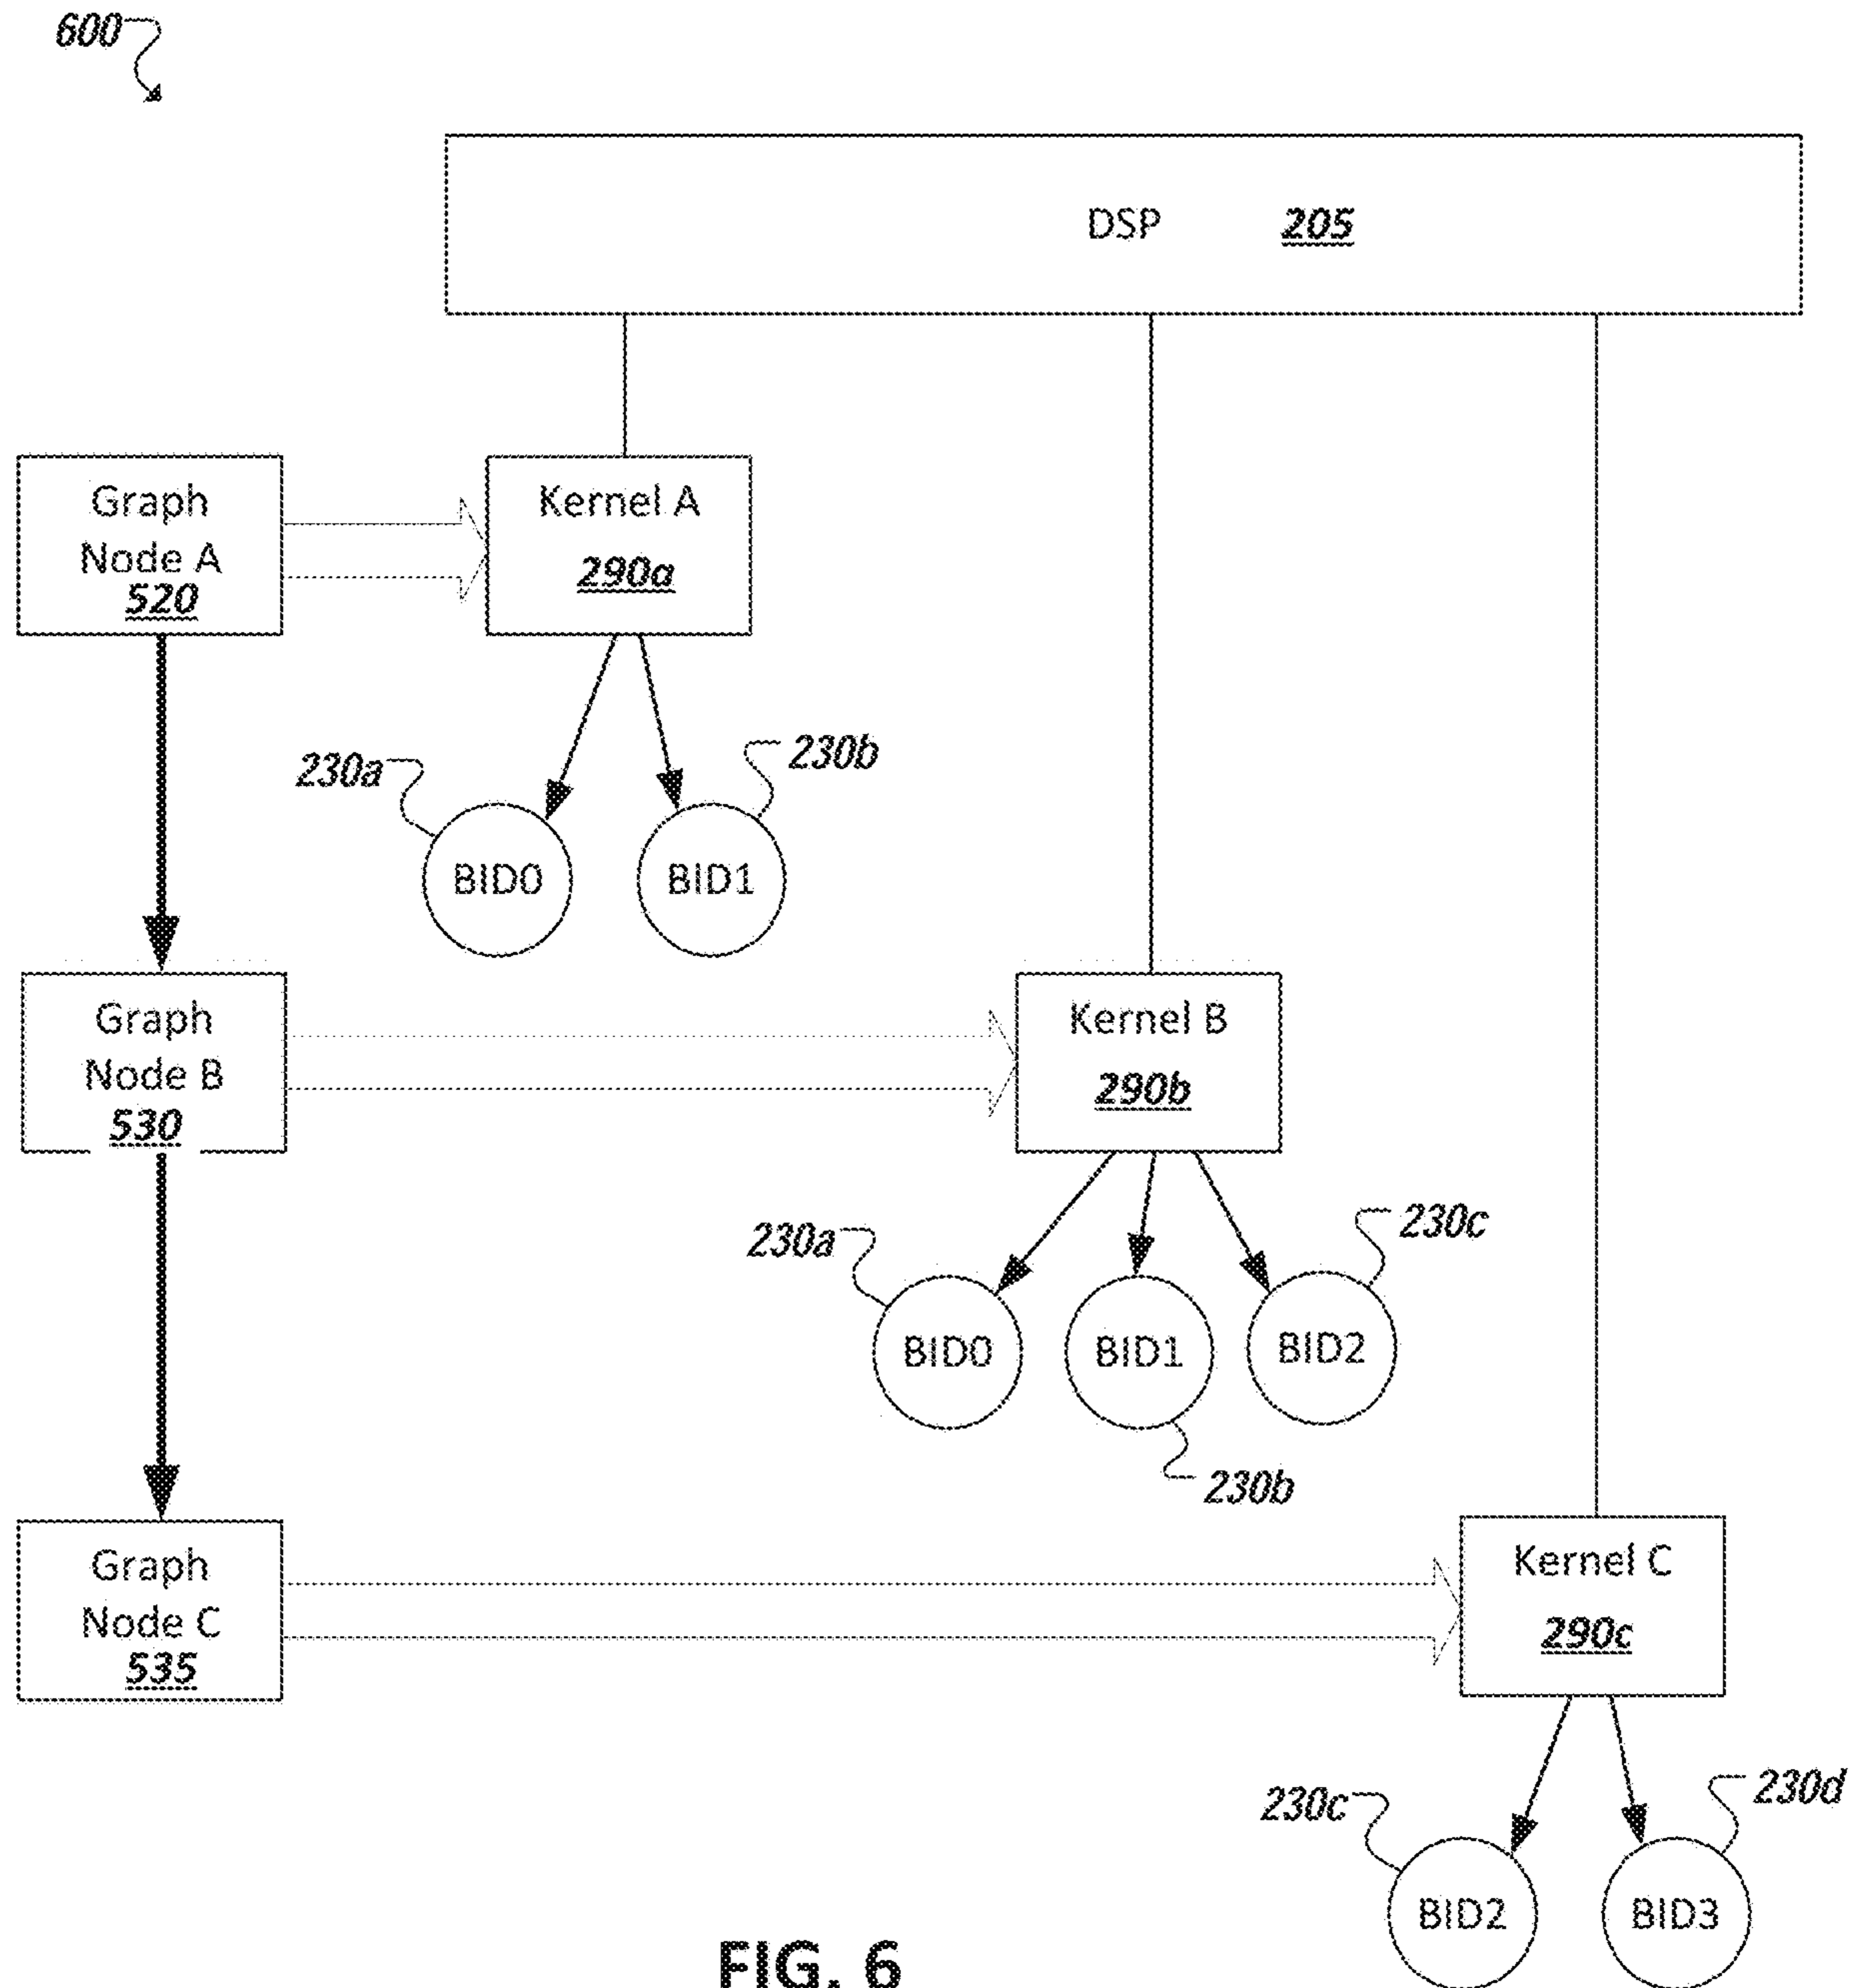 600
DSP 205
Graph
Node A
520
Kernel A
290a
230a
230b
BID0
BID1
Graph
Node B
530
Kernel B
290b
230a
230c
BID0
BID1
BID2
230b
Graph
Node C
535
Kernel C
290c
230c
230d
BID2
BID3
FIG. 6